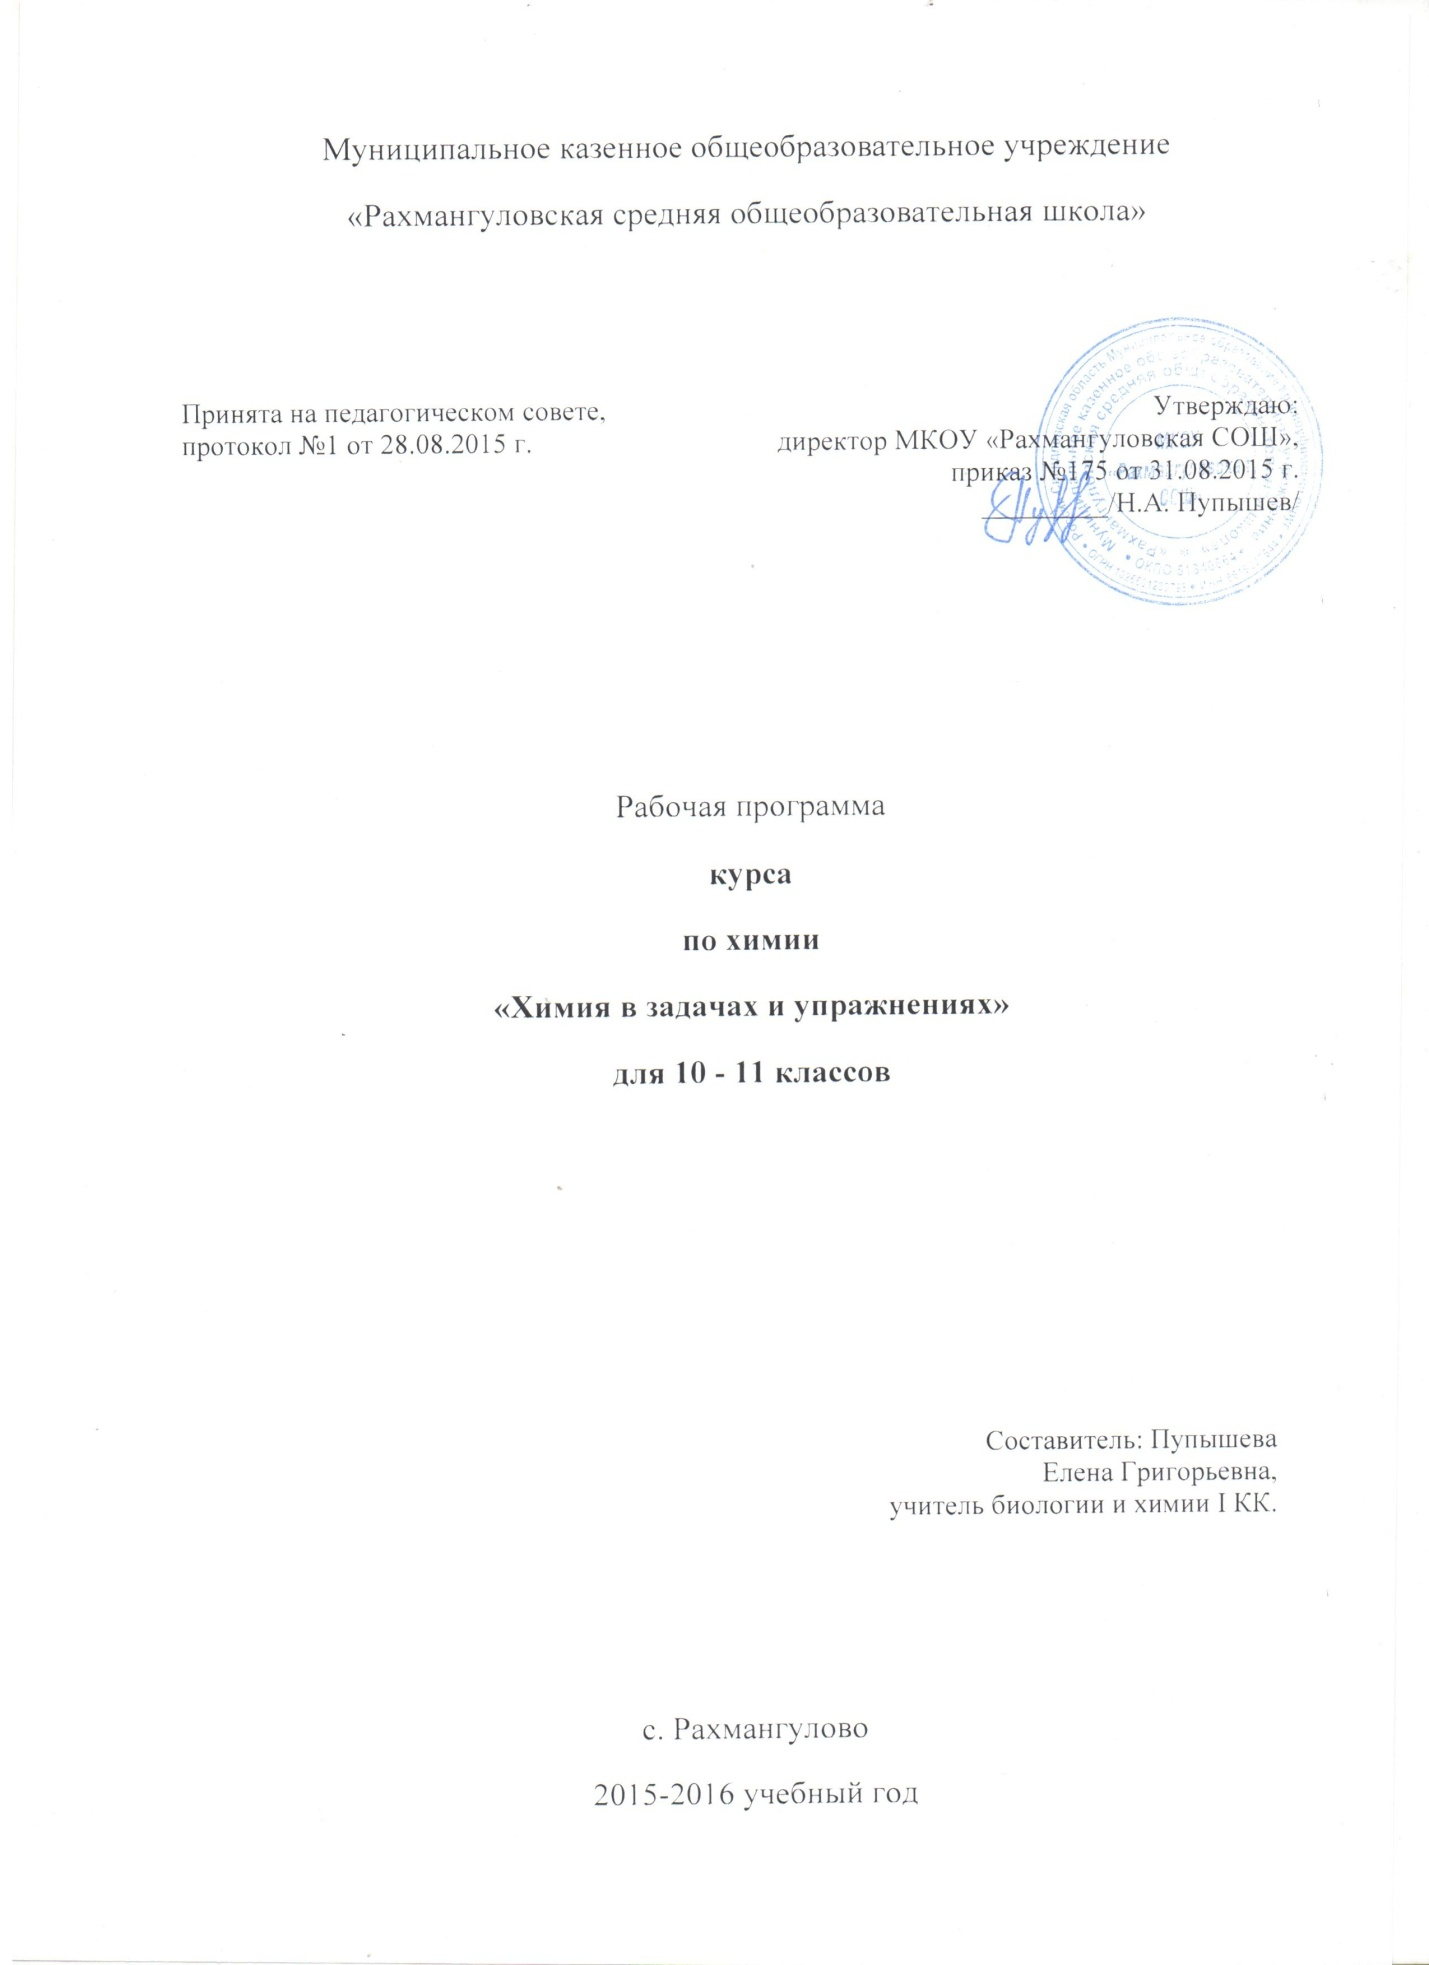 Муниципальное казенное общеобразовательное учреждение
«Рахмангуловская средняя общеобразовательная школа»
Принята на педагогическом совете,
протокол №1 от 28.08.2015 г.
Утверждаю:
директор МКОУ «Рахмангуловская СОШ»,
приказ №175 от 31.08.2015 г.
/Н.А. Пупышев/
Рабочая программа
курса
по химии
«Химия в задачах и упражнениях»
для 10 - 11 классов
Составитель: Пупышева
Елена Григорьевна,
учитель биологии и химии I КК.
с. Рахмангулово
2015-2016 учебный год